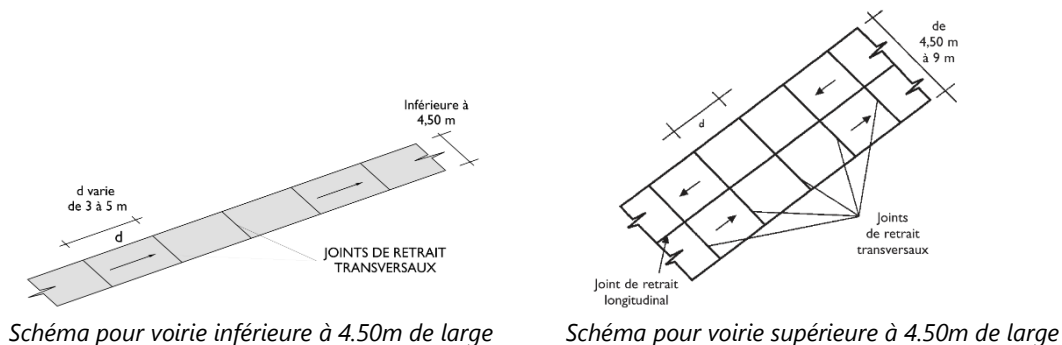 Inférieure à
4,50 m
d varie
de 3 à 5 m
d
JOINTS DE RETRAIT
TRANSVERSAUX
Schéma pour voirie inférieure à 4.50m de large
de
4,50 m
à 9 m
d
Joints
de retrait
transversaux
Joint de retrait
longitudinal
Schéma pour voirie supérieure à 4.50m de large